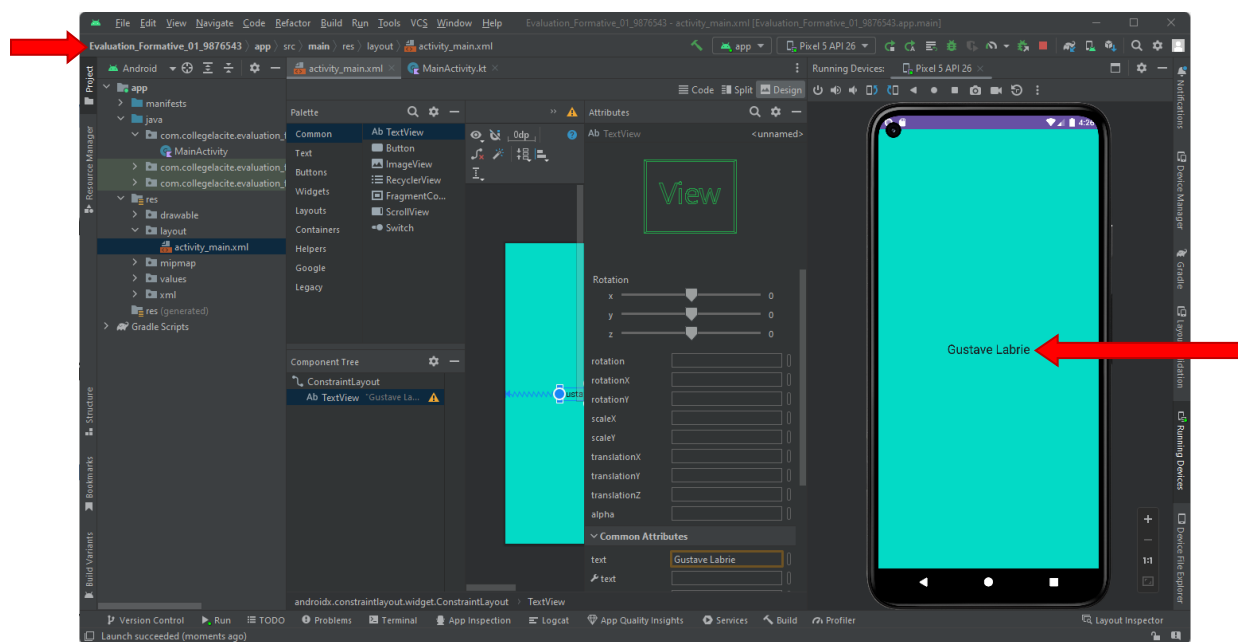 File Edit View Navigate Code Refactor Build Run Tools VCS Window Help Evaluation_Formative_01_9876543 - activity_main.xml [Evaluation_Formative_01_9876543.app.main]
Evaluation_Formative_01_9876543 app src main res layout activity_main.xml app Pixel 5 API 26
Project
Resource Manager
Structure
Bookmarks
Build Variants
Android
app
manifests
java
com.collegelacite.evaluation_
MainActivity
com.collegelacite.evaluation_
com.collegelacite.evaluation_
res
drawable
layout
activity_main.xml
mipmap
values
xml
res (generated)
Gradle Scripts
activity_main.xml MainActivity.kt
Code Split Design
Palette
Common
Text
Buttons
Widgets
Layouts
Containers
Helpers
Google
Legacy
Ab TextView
Button
ImageView
RecyclerView
FragmentCo...
ScrollView
Switch
Component Tree
ConstraintLayout
Ab TextView "Gustave La...
0dp
Attributes
Ab TextView <unnamed>
View
Rotation
x 0
y 0
z 0
rotation
rotationX
rotationY
scaleX
scaleY
translationX
translationY
translationZ
alpha
Common Attributes
text Gustave Labrie
text
androidx.constraintlayout.widget.ConstraintLayout TextView
Running Devices: Pixel 5 API 26
4:26
Gustave Labrie
1:1
Notifications
Device Manager
Gradle
Running Devices
Device File Explorer
Version Control Run TODO Problems Terminal App Inspection Logcat App Quality Insights Services Build Profiler Layout Inspector
Launch succeeded (moments ago)